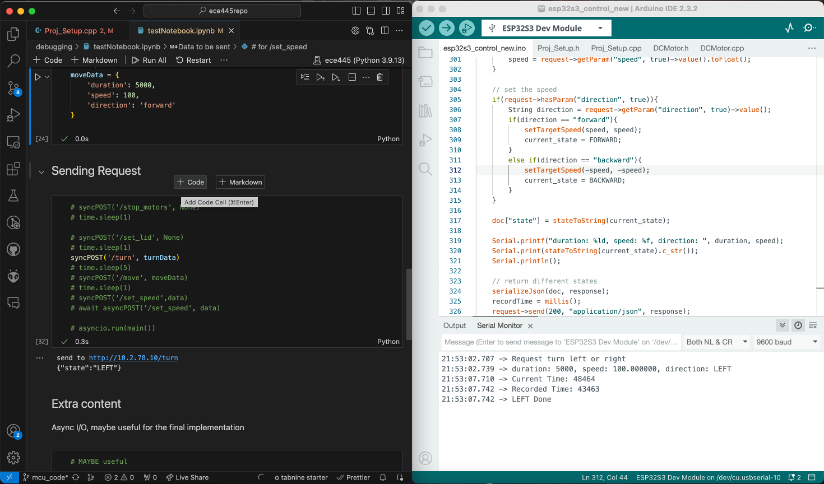 ece445repo
Proj_Setup.cpp 2, M
testNotebook.ipynb M
debugging > testNotebook.ipynb > M↓Data to be sent > # for /set_speed
+ Code + Markdown Run All Restart ... ece445 (Python 3.9.13)
moveData = {
'duration': 5000,
'speed': 100,
'direction': 'forward'
}
[24] ✓ 0.0s Python
Sending Request
+ Code + Markdown
Add Code Cell (⌘Enter)
# syncPOST('/stop_motors', None)
# time.sleep(1)
# syncPOST('/set_lid', None)
# time.sleep(1)
syncPOST('/turn', turnData)
# time.sleep(5)
# syncPOST('/move', moveData)
# time.sleep(1)
# syncPOST('/set_speed',data)
# await asyncPOST('/set_speed', data)
# asyncio.run(main())
[32] ✓ 0.3s Python
... send to http://10.2.78.10/turn
{"state":"LEFT"}
Extra content
Async I/O, maybe useful for the final implementation
# MAYBE useful
mcu_code* 2 0 0 Live Share tabnine starter Prettier
esp32s3_control_new | Arduino IDE 2.3.2
ESP32S3 Dev Module
esp32s3_control_new.ino Proj_Setup.h Proj_Setup.cpp DCMotor.h DCMotor.cpp ...
301 speed = request->getParam("speed", true)->value().toFloat();
302 }
303
304 // set the speed
305 if(request->hasParam("direction", true)){
306 String direction = request->getParam("direction", true)->value();
307 if(direction == "forward"){
308 setTargetSpeed(speed, speed);
309 current_state = FORWARD;
310 }
311 else if(direction == "backward"){
312 setTargetSpeed(-speed, -speed);
313 current_state = BACKWARD;
314 }
315 }
316
317 doc["state"] = stateToString(current_state);
318
319 Serial.printf("duration: %ld, speed: %f, direction: ", duration, speed);
320 Serial.print(stateToString(current_state).c_str());
321 Serial.println();
322
323 // return different states
324 serializeJson(doc, response);
325 recordTime = millis();
326 request->send(200, "application/json", response);
Output Serial Monitor ×
Message (Enter to send message to 'ESP32S3 Dev Module' on '/dev/... Both NL & CR 9600 baud
21:53:02.707 -> Request turn left or right
21:53:02.739 -> duration: 5000, speed: 100.000000, direction: LEFT
21:53:07.710 -> Current Time: 48464
21:53:07.742 -> Recorded Time: 43463
21:53:07.742 -> LEFT Done
Ln 312, Col 44 ESP32S3 Dev Module on /dev/cu.usbserial-10 2